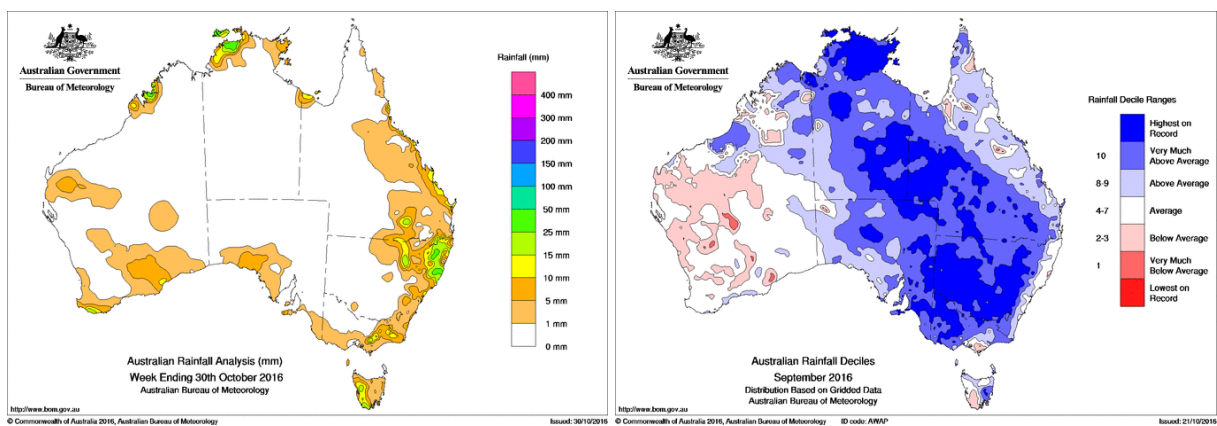 Australian Government
Bureau of Meteorology
Rainfall (mm)
400 mm
300 mm
200 mm
150 mm
100 mm
50 mm
25 mm
15 mm
10 mm
5 mm
1 mm
0 mm
Australian Rainfall Analysis (mm)
Week Ending 30th October 2016
Australian Bureau of Meteorology
http://www.bom.gov.au
© Commonwealth of Australia 2016, Australian Bureau of Meteorology
Issued: 30/10/2016
Australian Government
Bureau of Meteorology
Rainfall Decile Ranges
Highest on
Record
10
Very Much
Above Average
8-9
Above Average
4-7
Average
2-3
Below Average
1
Very Much
Below Average
Lowest on
Record
Australian Rainfall Deciles
September 2016
Distribution Based on Gridded Data
Australian Bureau of Meteorology
http://www.bom.gov.au
© Commonwealth of Australia 2016, Australian Bureau of Meteorology
ID code: AWAP
Issued: 21/10/2016